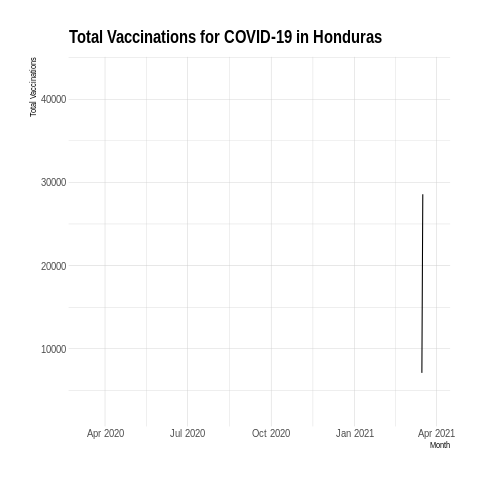 Total Vaccinations for COVID-19 in Honduras
Total Vaccinations
40000
30000
20000
10000
Apr 2020 Jul 2020 Oct 2020 Jan 2021 Apr 2021
Month